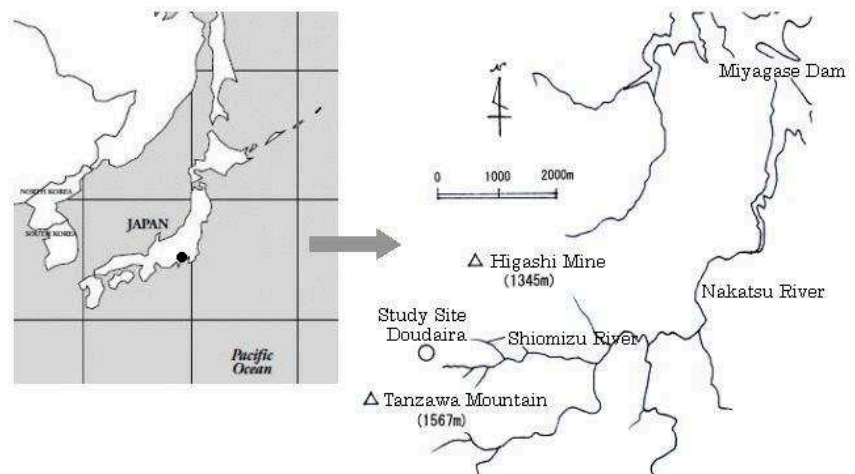 NORTH KOREA
SOUTH KOREA
JAPAN
Pacific
Ocean
Miyagase Dam
N
0 1000 2000m
Higashi Mine
(1345m)
Nakatsu River
Study Site
Doudaira
Shiomizu River
Tanzawa Mountain
(1567m)